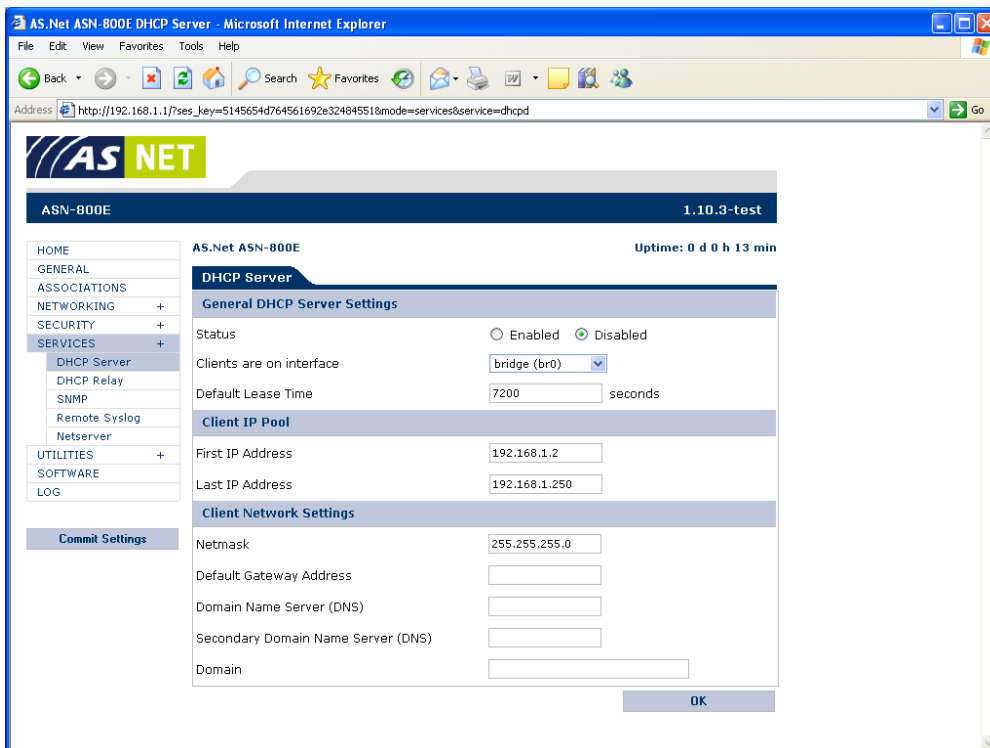 AS.Net ASN-800E DHCP Server - Microsoft Internet Explorer
File Edit View Favorites Tools Help
Back Search Favorites
Address http://192.168.1.1/?ses_key=5145654d764561692e32484551&mode=services&service=dhcpd Go
AS NET
ASN-800E 1.10.3-test
HOME
GENERAL
ASSOCIATIONS
NETWORKING +
SECURITY +
SERVICES +
DHCP Server
DHCP Relay
SNMP
Remote Syslog
Netserver
UTILITIES +
SOFTWARE
LOG
Commit Settings
AS.Net ASN-800E Uptime: 0 d 0 h 13 min
DHCP Server
General DHCP Server Settings
Status Enabled Disabled
Clients are on interface bridge (br0)
Default Lease Time 7200 seconds
Client IP Pool
First IP Address 192.168.1.2
Last IP Address 192.168.1.250
Client Network Settings
Netmask 255.255.255.0
Default Gateway Address
Domain Name Server (DNS)
Secondary Domain Name Server (DNS)
Domain
OK